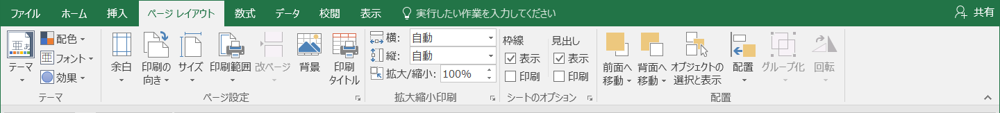 ファイル ホーム 挿入 ページ レイアウト 数式 データ 校閲 表示 実行したい作業を入力してください 共有
亜ぁ
テーマ
配色
亜 フォント
効果
テーマ
余白
印刷の
向き
サイズ
印刷範囲
改ページ
背景
印刷
タイトル
ページ設定
横: 自動
縦: 自動
拡大/縮小: 100%
拡大縮小印刷
枠線
表示
印刷
見出し
表示
印刷
シートのオプション
前面へ
移動
背面へ
移動
オブジェクトの
選択と表示
配置
グループ化
回転
配置